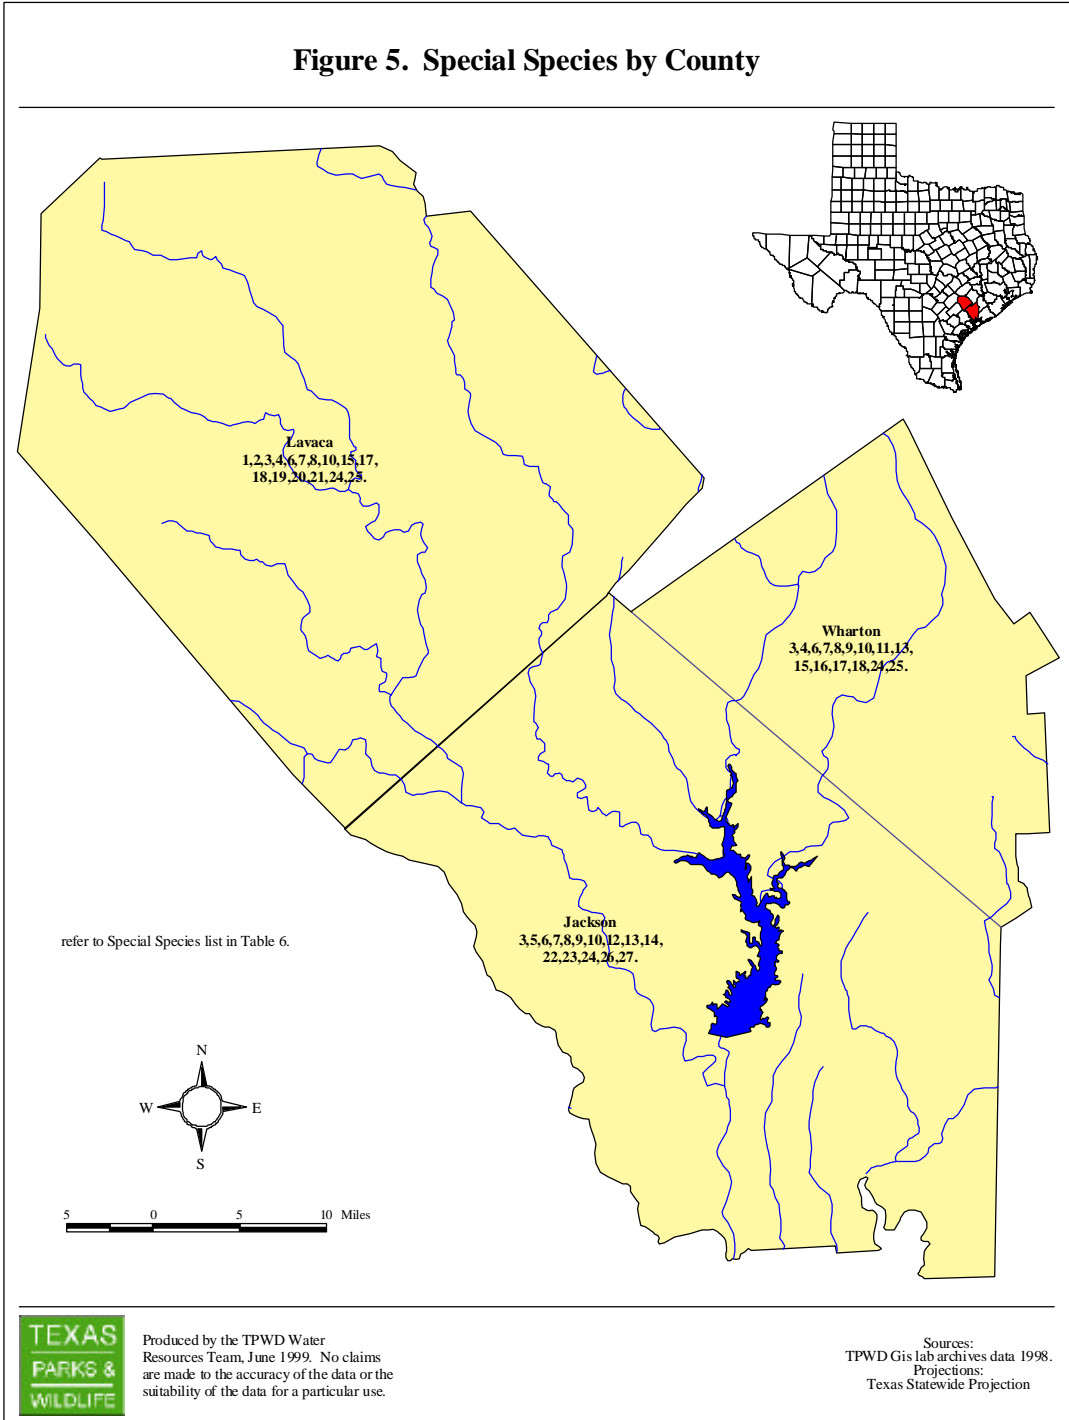 Figure 5.  Special Species by County
Lavaca
1,2,3,4,6,7,8,10,15,17,
18,19,20,21,24,25.
Wharton
3,4,6,7,8,9,10,11,13,
15,16,17,18,24,25.
Jackson
3,5,6,7,8,9,10,12,13,14,
22,23,24,26,27.
refer to Special Species list in Table 6.
N
W
E
S
5 0 5 10 Miles
TEXAS
PARKS &
WILDLIFE
Produced by the TPWD Water
Resources Team, June 1999.  No claims
are made to the accuracy of the data or the
suitability of the data for a particular use.
Sources:
TPWD Gis lab archives data 1998.
Projections:
Texas Statewide Projection